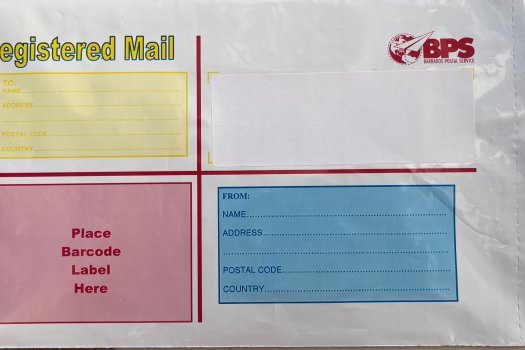 egistered Mail
BPS
BARBADOS POSTAL SERVICE
TO:
NAME
ADDRESS
POSTAL CODE
COUNTRY
Place
Barcode
Label
Here
FROM:
NAME
ADDRESS
POSTAL CODE
COUNTRY